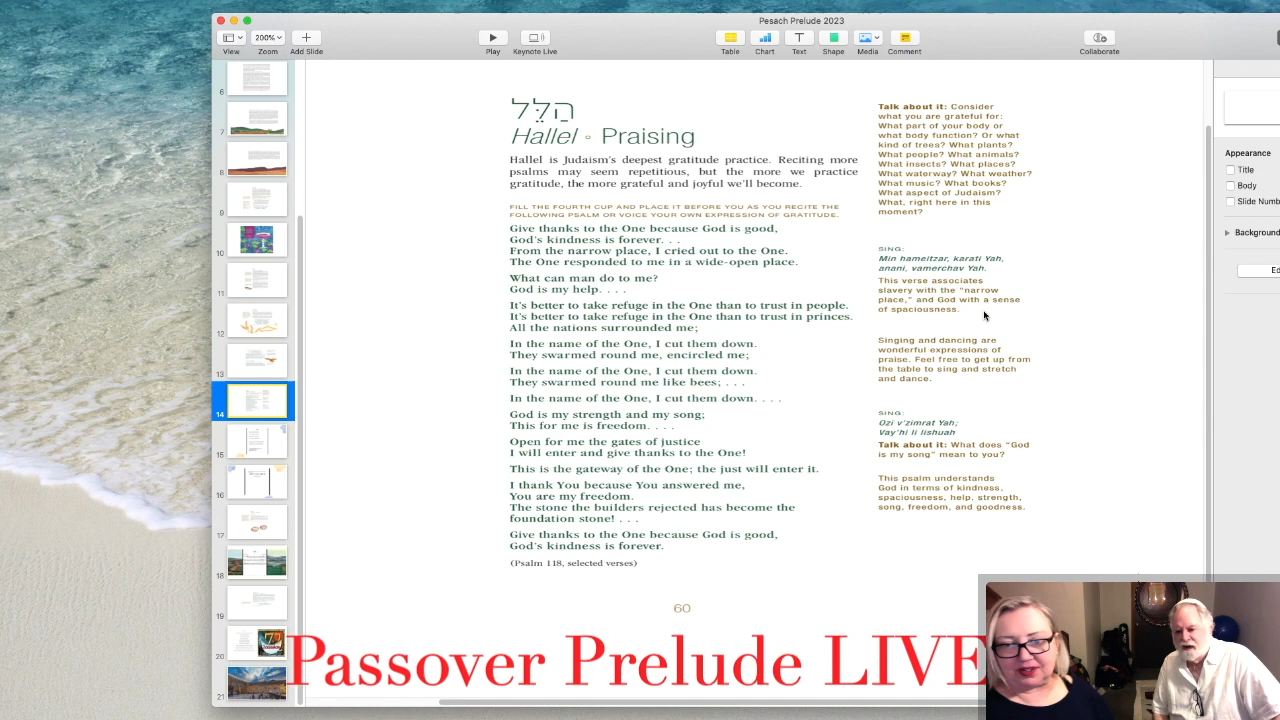 Pesach Prelude 2023
200%
View
Zoom
Add Slide
Play
Keynote Live
Table
Chart
Text
Shape
Media
Comment
Collaborate
6
7
8
9
10
11
12
13
14
15
16
17
18
19
20
21
הַלֵּל
Hallel • Praising
Hallel is Judaism's deepest gratitude practice. Reciting more
psalms may seem repetitious, but the more we practice
gratitude, the more grateful and joyful we'll become.
FILL THE FOURTH CUP AND PLACE IT BEFORE YOU AS YOU RECITE THE
FOLLOWING PSALM OR VOICE YOUR OWN EXPRESSION OF GRATITUDE.
Give thanks to the One because God is good,
God's kindness is forever. . .
From the narrow place, I cried out to the One.
The One responded to me in a wide-open place.
What can man do to me?
God is my help. . . .
It's better to take refuge in the One than to trust in people.
It's better to take refuge in the One than to trust in princes.
All the nations surrounded me;
In the name of the One, I cut them down.
They swarmed round me, encircled me;
In the name of the One, I cut them down.
They swarmed round me like bees; . . .
In the name of the One, I cut them down. . . .
God is my strength and my song;
This for me is freedom. . . .
Open for me the gates of justice
I will enter and give thanks to the One!
This is the gateway of the One; the just will enter it.
I thank You because You answered me,
You are my freedom.
The stone the builders rejected has become the
foundation stone! . . .
Give thanks to the One because God is good,
God's kindness is forever.
(Psalm 118, selected verses)
60
Talk about it: Consider
what you are grateful for:
What part of your body or
what body function? Or what
kind of trees? What plants?
What people? What animals?
What insects? What places?
What waterway? What weather?
What music? What books?
What aspect of Judaism?
What, right here in this
moment?
SING:
Min hameitzar, karati Yah,
anani, vamerchav Yah.
This verse associates
slavery with the "narrow
place," and God with a sense
of spaciousness.
Singing and dancing are
wonderful expressions of
praise. Feel free to get up from
the table to sing and stretch
and dance.
SING:
Ozi v'zimrat Yah;
Vay'hi li lishuah
Talk about it: What does "God
is my song" mean to you?
This psalm understands
God in terms of kindness,
spaciousness, help, strength,
song, freedom, and goodness.
Appearance
Title
Body
Slide Numb
Background
Ed
Passover Prelude LIVE